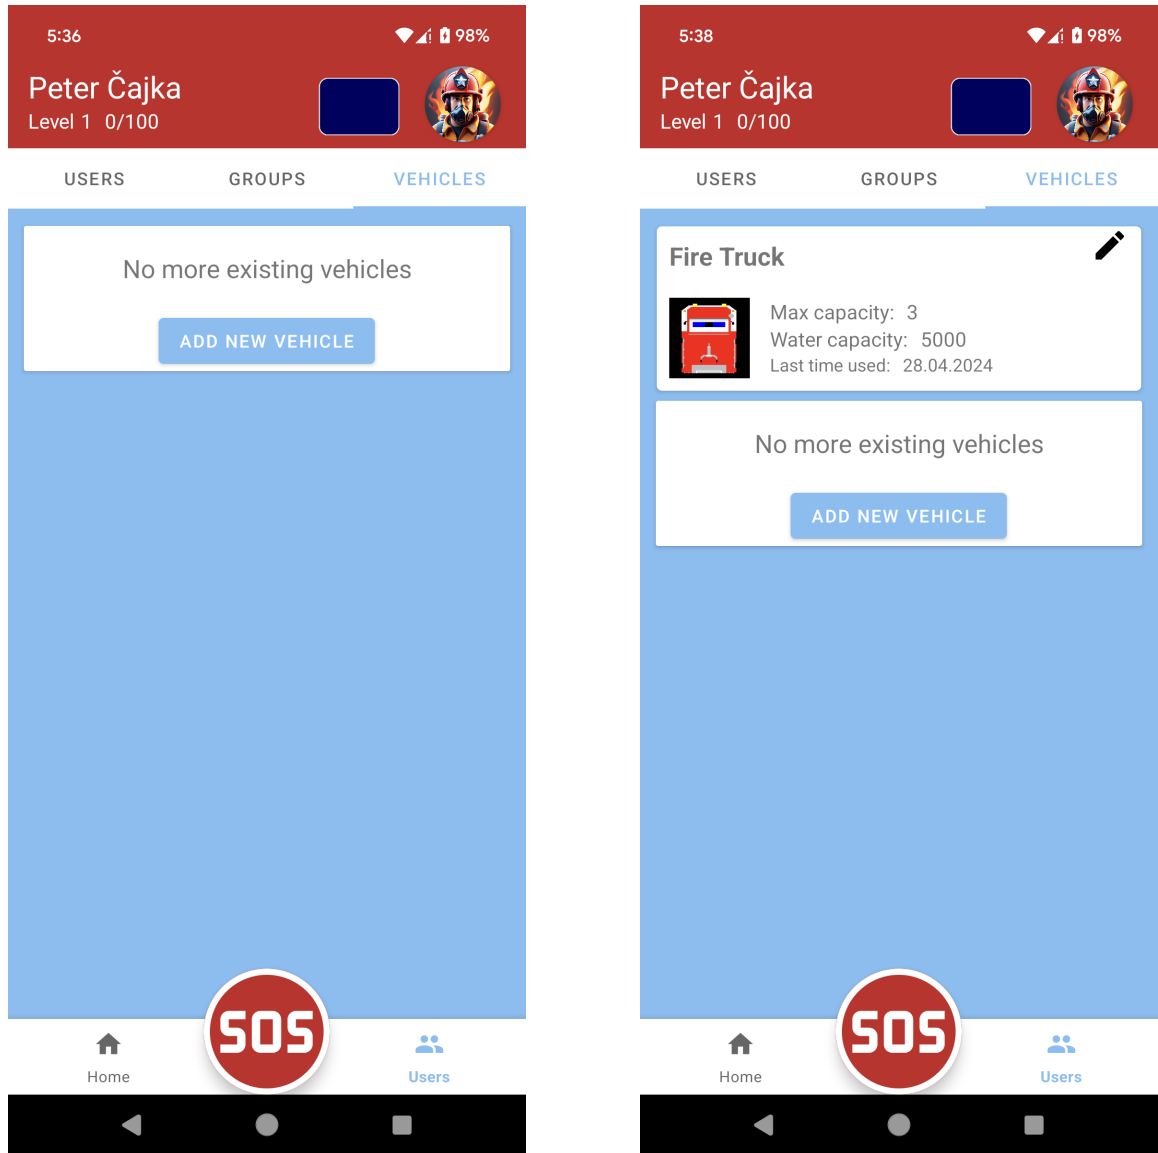 5:36
98%
Peter Čajka
Level 1 0/100
USERS GROUPS VEHICLES
No more existing vehicles
ADD NEW VEHICLE
SOS
Home
Users
5:38
98%
Peter Čajka
Level 1 0/100
USERS GROUPS VEHICLES
Fire Truck
Max capacity: 3
Water capacity: 5000
Last time used: 28.04.2024
No more existing vehicles
ADD NEW VEHICLE
SOS
Home
Users